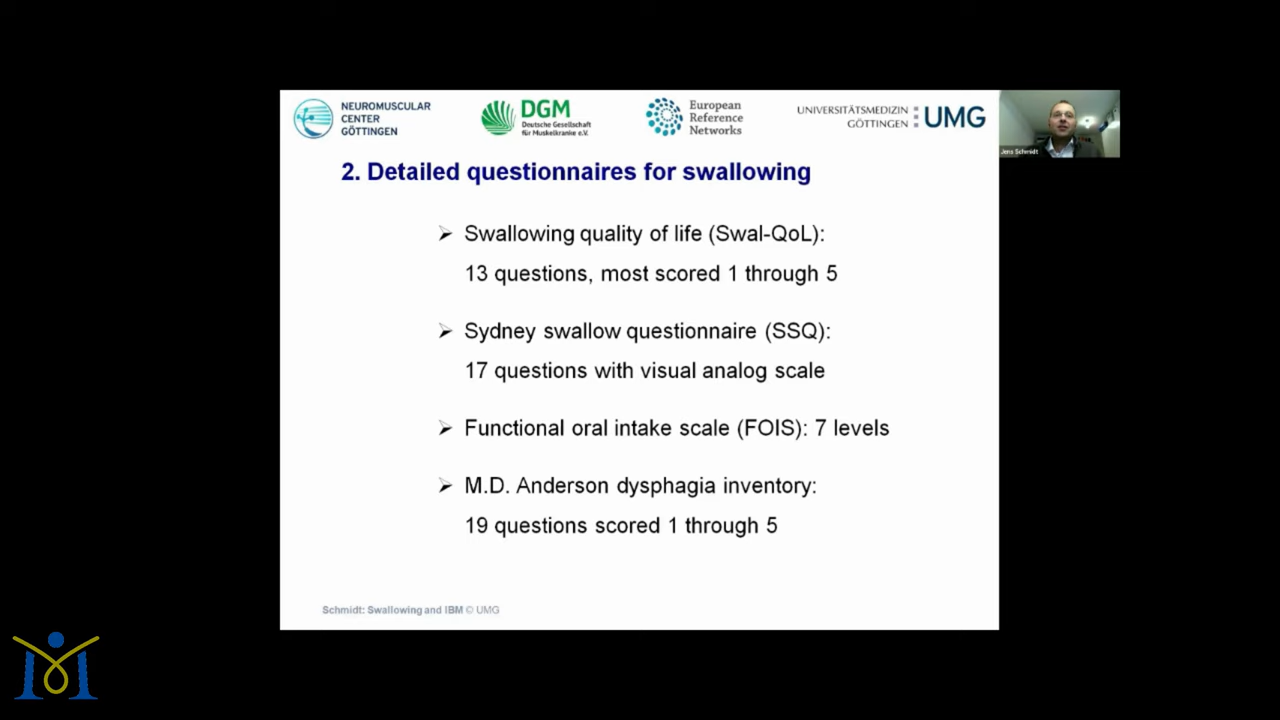 NEUROMUSCULAR
CENTER
GÖTTINGEN
DGM
Deutsche Gesellschaft
für Muskelkranke e.V.
European
Reference
Networks
UNIVERSITÄTSMEDIZIN
GÖTTINGEN
UMG
Jens Schmidt
2. Detailed questionnaires for swallowing
➢ Swallowing quality of life (Swal-QoL):
13 questions, most scored 1 through 5
➢ Sydney swallow questionnaire (SSQ):
17 questions with visual analog scale
➢ Functional oral intake scale (FOIS): 7 levels
➢ M.D. Anderson dysphagia inventory:
19 questions scored 1 through 5
Schmidt: Swallowing and IBM © UMG